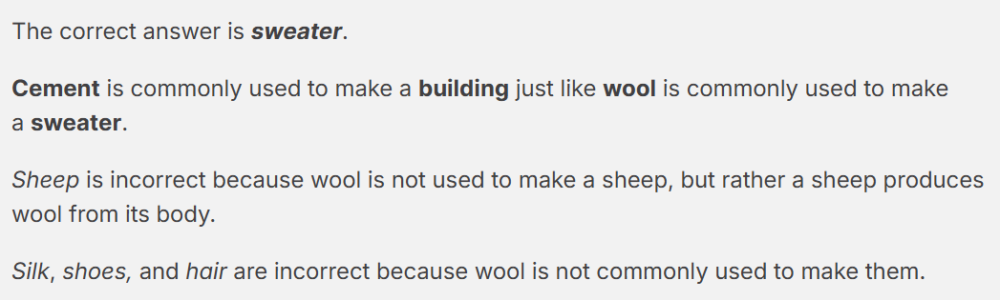 The correct answer is sweater.
Cement is commonly used to make a building just like wool is commonly used to make
a sweater.
Sheep is incorrect because wool is not used to make a sheep, but rather a sheep produces
wool from its body.
Silk, shoes, and hair are incorrect because wool is not commonly used to make them.